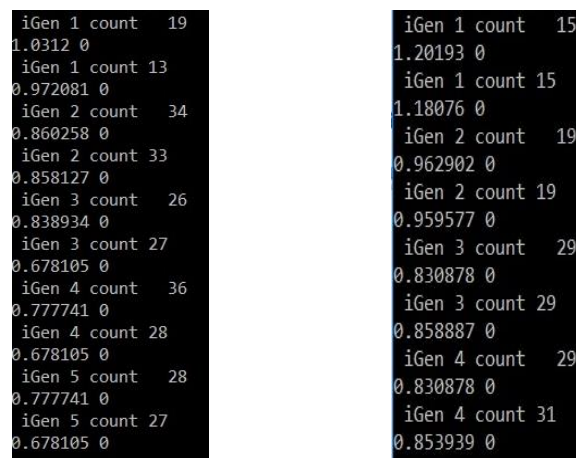 iGen 1 count   19
1.0312 0
iGen 1 count 13
0.972081 0
iGen 2 count   34
0.860258 0
iGen 2 count 33
0.858127 0
iGen 3 count   26
0.838934 0
iGen 3 count 27
0.678105 0
iGen 4 count   36
0.777741 0
iGen 4 count 28
0.678105 0
iGen 5 count   28
0.777741 0
iGen 5 count 27
0.678105 0
iGen 1 count   15
1.20193 0
iGen 1 count 15
1.18076 0
iGen 2 count   19
0.962902 0
iGen 2 count 19
0.959577 0
iGen 3 count   29
0.830878 0
iGen 3 count 29
0.858887 0
iGen 4 count   29
0.830878 0
iGen 4 count 31
0.853939 0